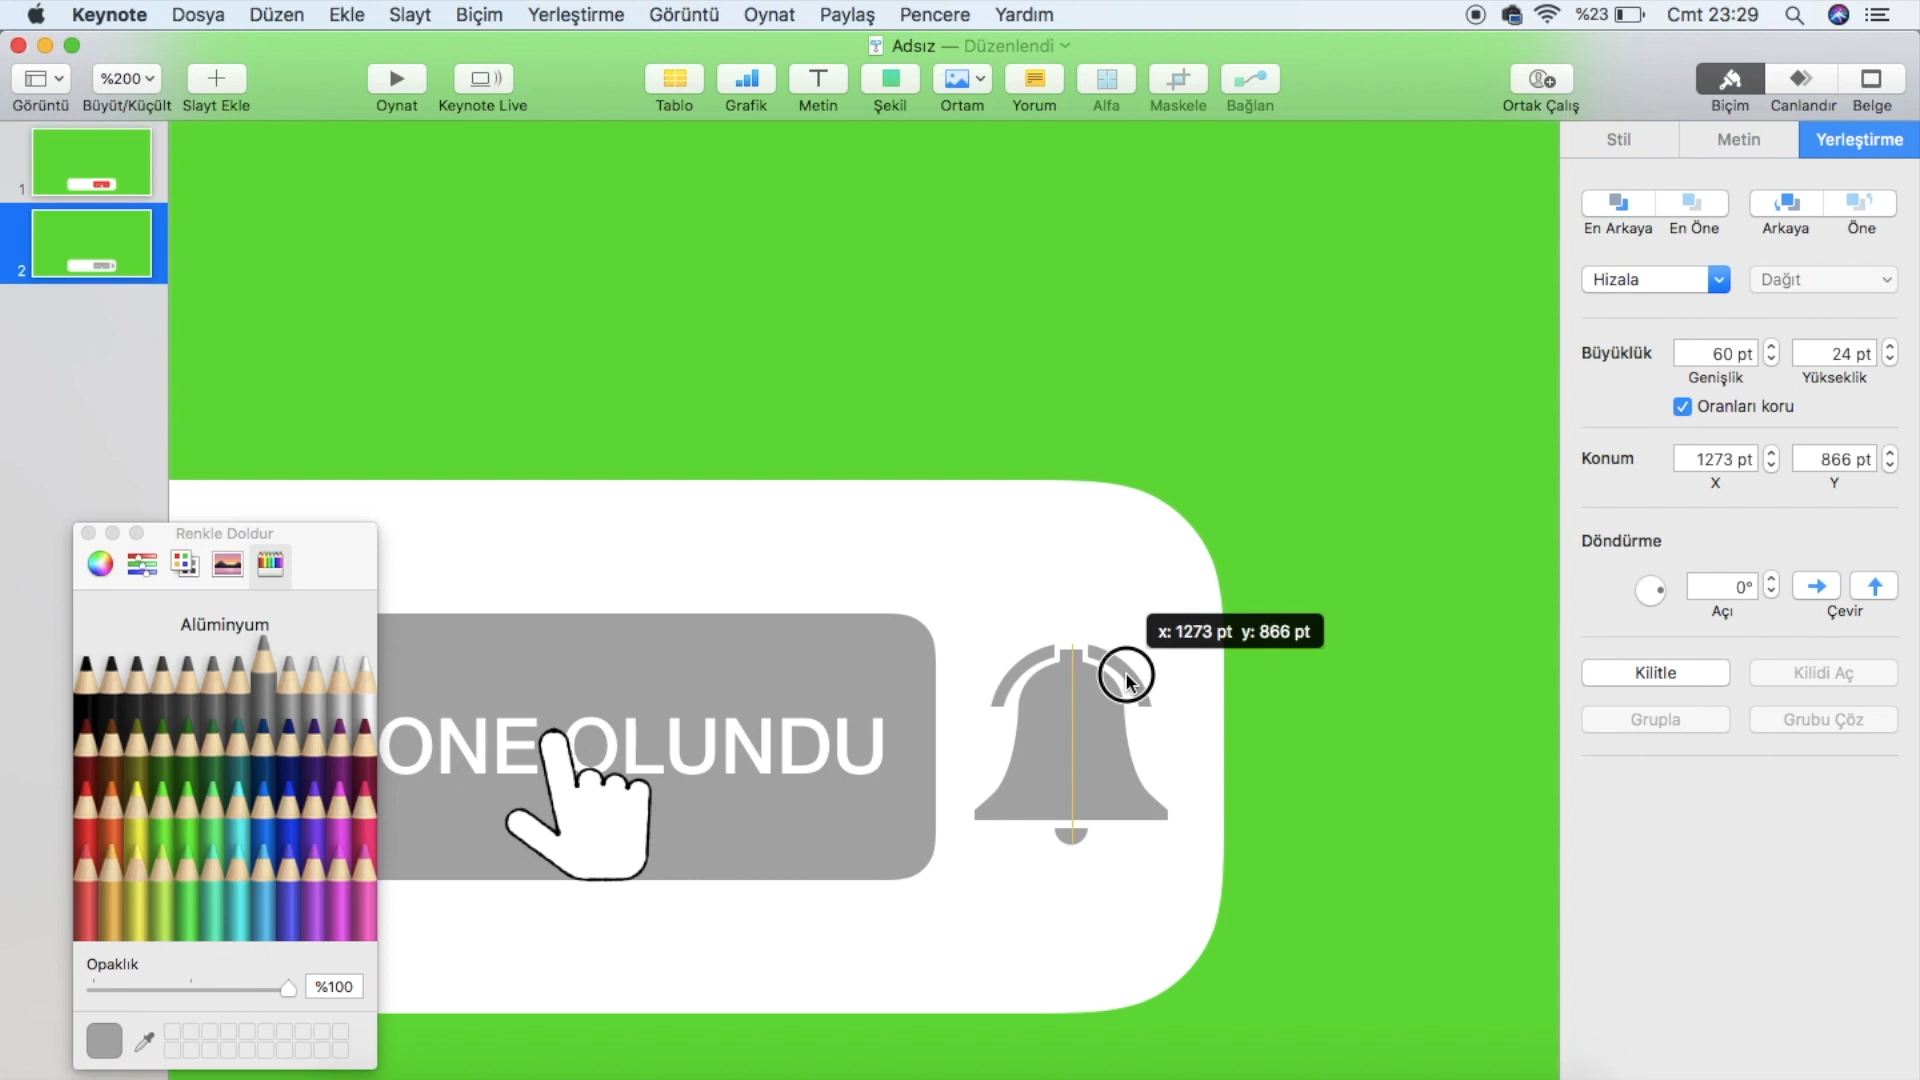 Keynote Dosya Düzen Ekle Slayt Biçim Yerleştirme Görüntü Oynat Paylaş Pencere Yardım %23 Cmt 23:29
Adsız — Düzenlendi
%200
Görüntü Büyüt/Küçült Slayt Ekle Oynat Keynote Live Tablo Grafik Metin Şekil Ortam Yorum Alfa Maskele Bağlan Ortak Çalış Biçim Canlandır Belge
Stil Metin Yerleştirme
1
2
En Arkaya En Öne Arkaya Öne
Hizala Dağıt
Büyüklük 60 pt 24 pt
Genişlik Yükseklik
Oranları koru
Konum 1273 pt 866 pt
X Y
Döndürme
0°
Açı Çevir
Kilitle Kilidi Aç
Grupla Grubu Çöz
Renkle Doldur
Alüminyum
Opaklık
%100
ONE OLUNDU
x: 1273 pt y: 866 pt